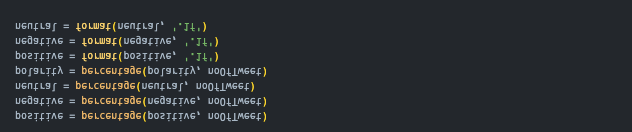 positive = percentage(positive, noOfTweet)
negative = percentage(negative, noOfTweet)
neutral = percentage(neutral, noOfTweet)
polarity = percentage(polarity, noOfTweet)
positive = format(positive, '.1f')
negative = format(negative, '.1f')
neutral = format(neutral, '.1f')